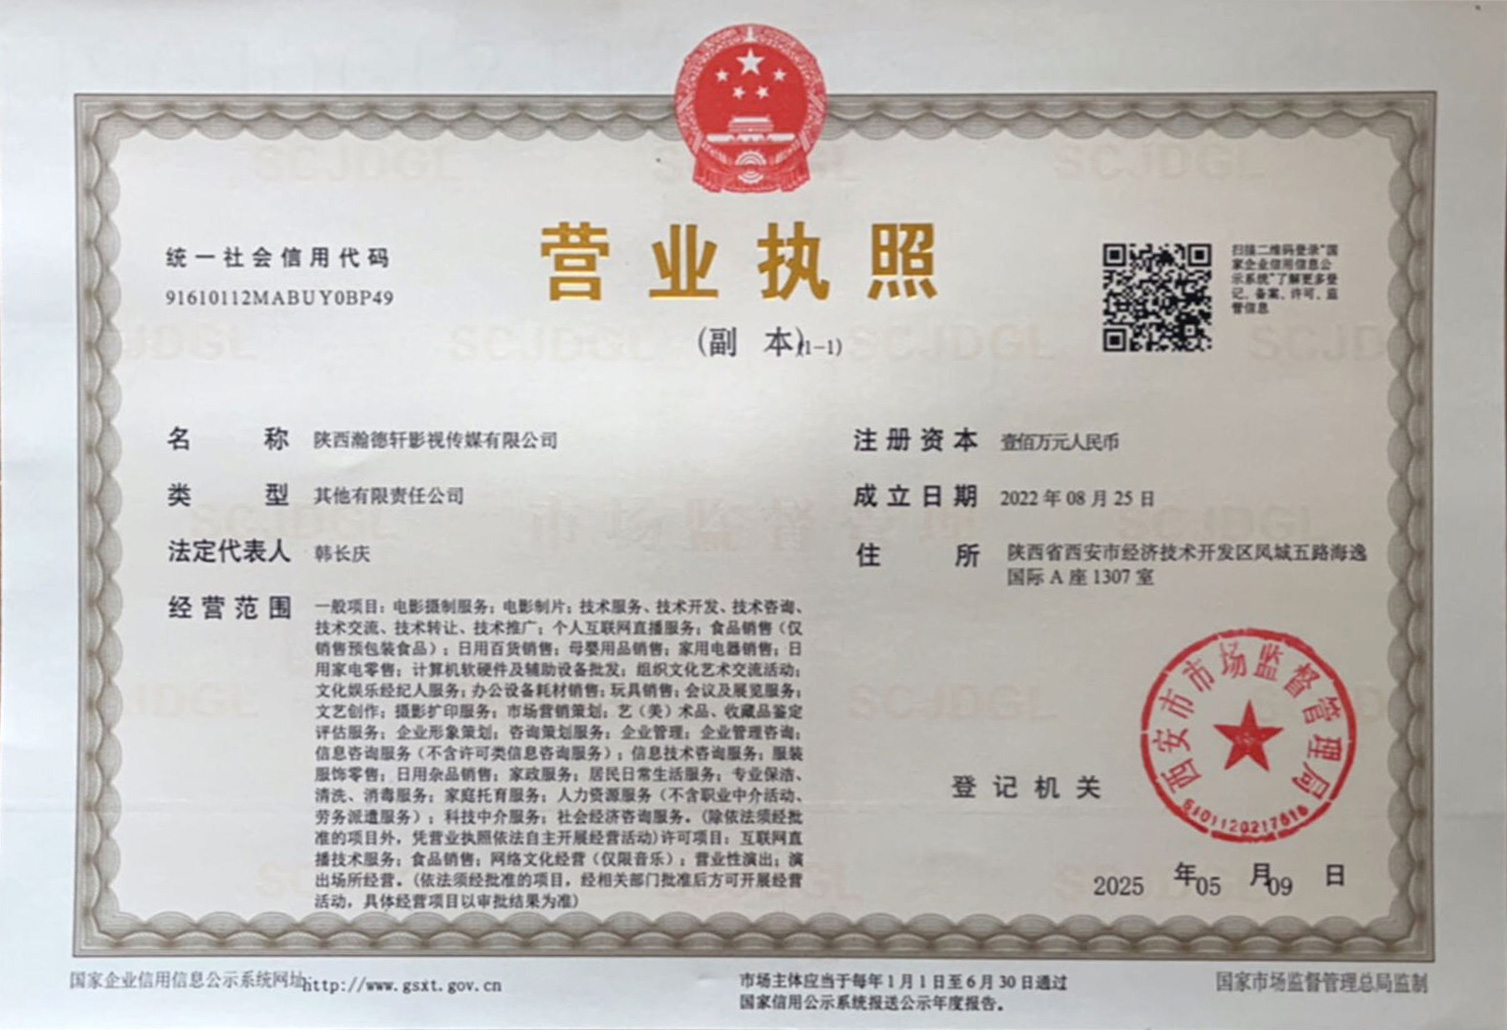 统一社会信用代码
91610112MABUY0BP49
营业执照
(副 本)(1-1)
扫描二维码登录“国
家企业信用信息公
示系统”了解更多登
记、备案、许可、监
管信息
名 称 陕西瀚德轩影视传媒有限公司
类 型 其他有限责任公司
法定代表人 韩长庆
经营范围 一般项目：电影摄制服务；电影制片；技术服务、技术开发、技术咨询、
技术交流、技术转让、技术推广；个人互联网直播服务；食品销售（仅
销售预包装食品）；日用百货销售；母婴用品销售；家用电器销售；日
用家电零售；计算机软硬件及辅助设备批发；组织文化艺术交流活动；
文化娱乐经纪人服务；办公设备耗材销售；玩具销售；会议及展览服务；
文艺创作；摄影扩印服务；市场营销策划；艺（美）术品、收藏品鉴定
评估服务；企业形象策划；咨询策划服务；企业管理；企业管理咨询；
信息咨询服务（不含许可类信息咨询服务）；信息技术咨询服务；服装
服饰零售；日用杂品销售；家政服务；居民日常生活服务；专业保洁、
清洗、消毒服务；家庭托育服务；人力资源服务（不含职业中介活动、
劳务派遣服务）；科技中介服务；社会经济咨询服务。(除依法须经批
准的项目外，凭营业执照依法自主开展经营活动)许可项目：互联网直
播技术服务；食品销售；网络文化经营（仅限音乐）；营业性演出；演
出场所经营。(依法须经批准的项目，经相关部门批准后方可开展经营
活动，具体经营项目以审批结果为准)
注册资本 壹佰万元人民币
成立日期 2022年08月25日
住 所 陕西省西安市经济技术开发区凤城五路海逸
国际A座1307室
登记机关
西安市市场监督管理局
5101120217616
2025 年05 月09 日
国家企业信用信息公示系统网址http://www.gsxt.gov.cn
市场主体应当于每年1月1日至6月30日通过
国家信用公示系统报送公示年度报告。
国家市场监督管理总局监制
SCJDGL
市场监督管理